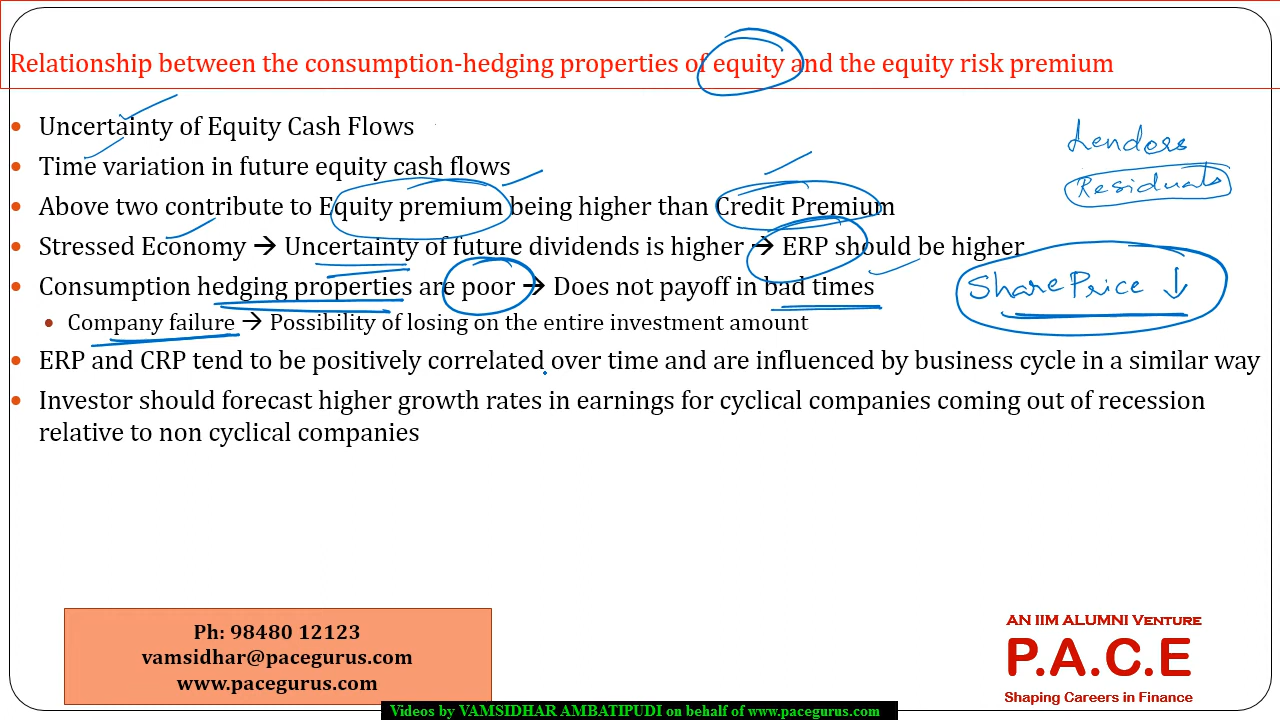 Relationship between the consumption-hedging properties of equity and the equity risk premium
• Uncertainty of Equity Cash Flows
• Time variation in future equity cash flows
• Above two contribute to Equity premium being higher than Credit Premium
• Stressed Economy → Uncertainty of future dividends is higher → ERP should be higher
• Consumption hedging properties are poor → Does not payoff in bad times
• Company failure → Possibility of losing on the entire investment amount
• ERP and CRP tend to be positively correlated over time and are influenced by business cycle in a similar way
• Investor should forecast higher growth rates in earnings for cyclical companies coming out of recession
relative to non cyclical companies
Lenders
Residuals
Share Price ↓
Ph: 98480 12123
vamsidhar@pacegurus.com
www.pacegurus.com
AN IIM ALUMNI VENTURE
P.A.C.E
Shaping Careers in Finance
Videos by VAMSIDHAR AMBATIPUDI on behalf of www.pacegurus.com